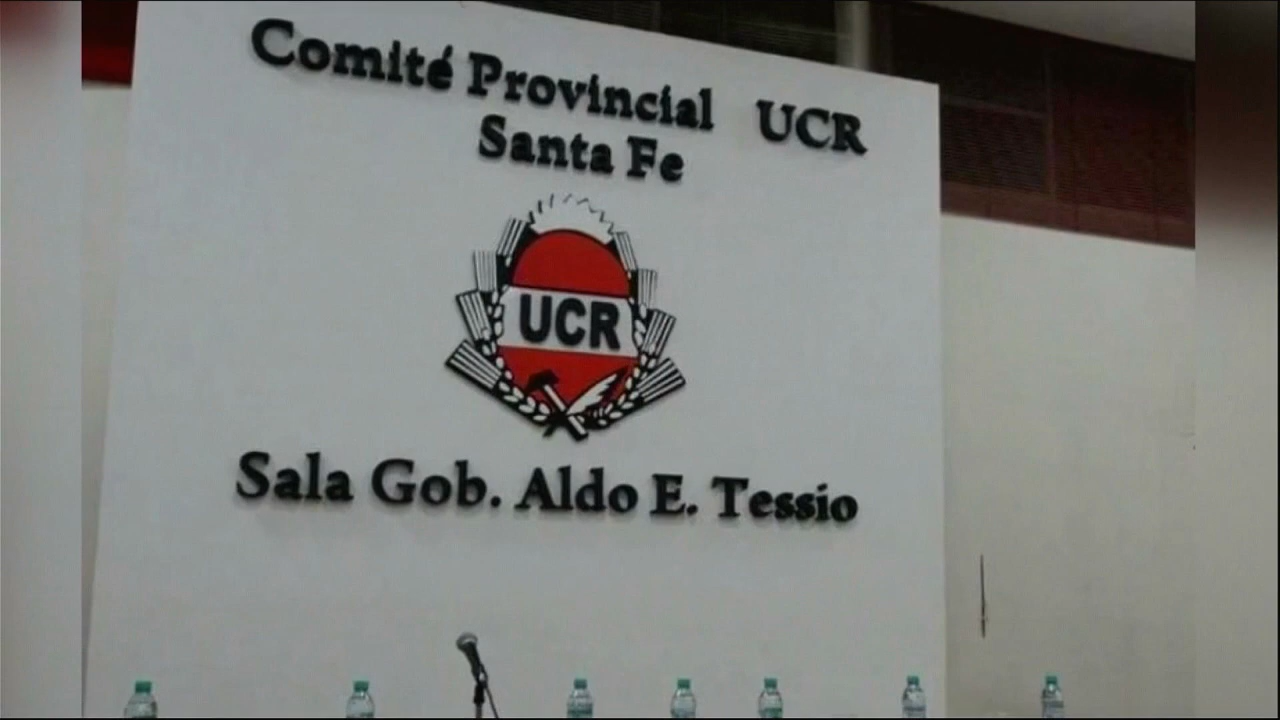 Comité Provincial UCR
Santa Fe
UCR
Sala Gob. Aldo E. Tessio